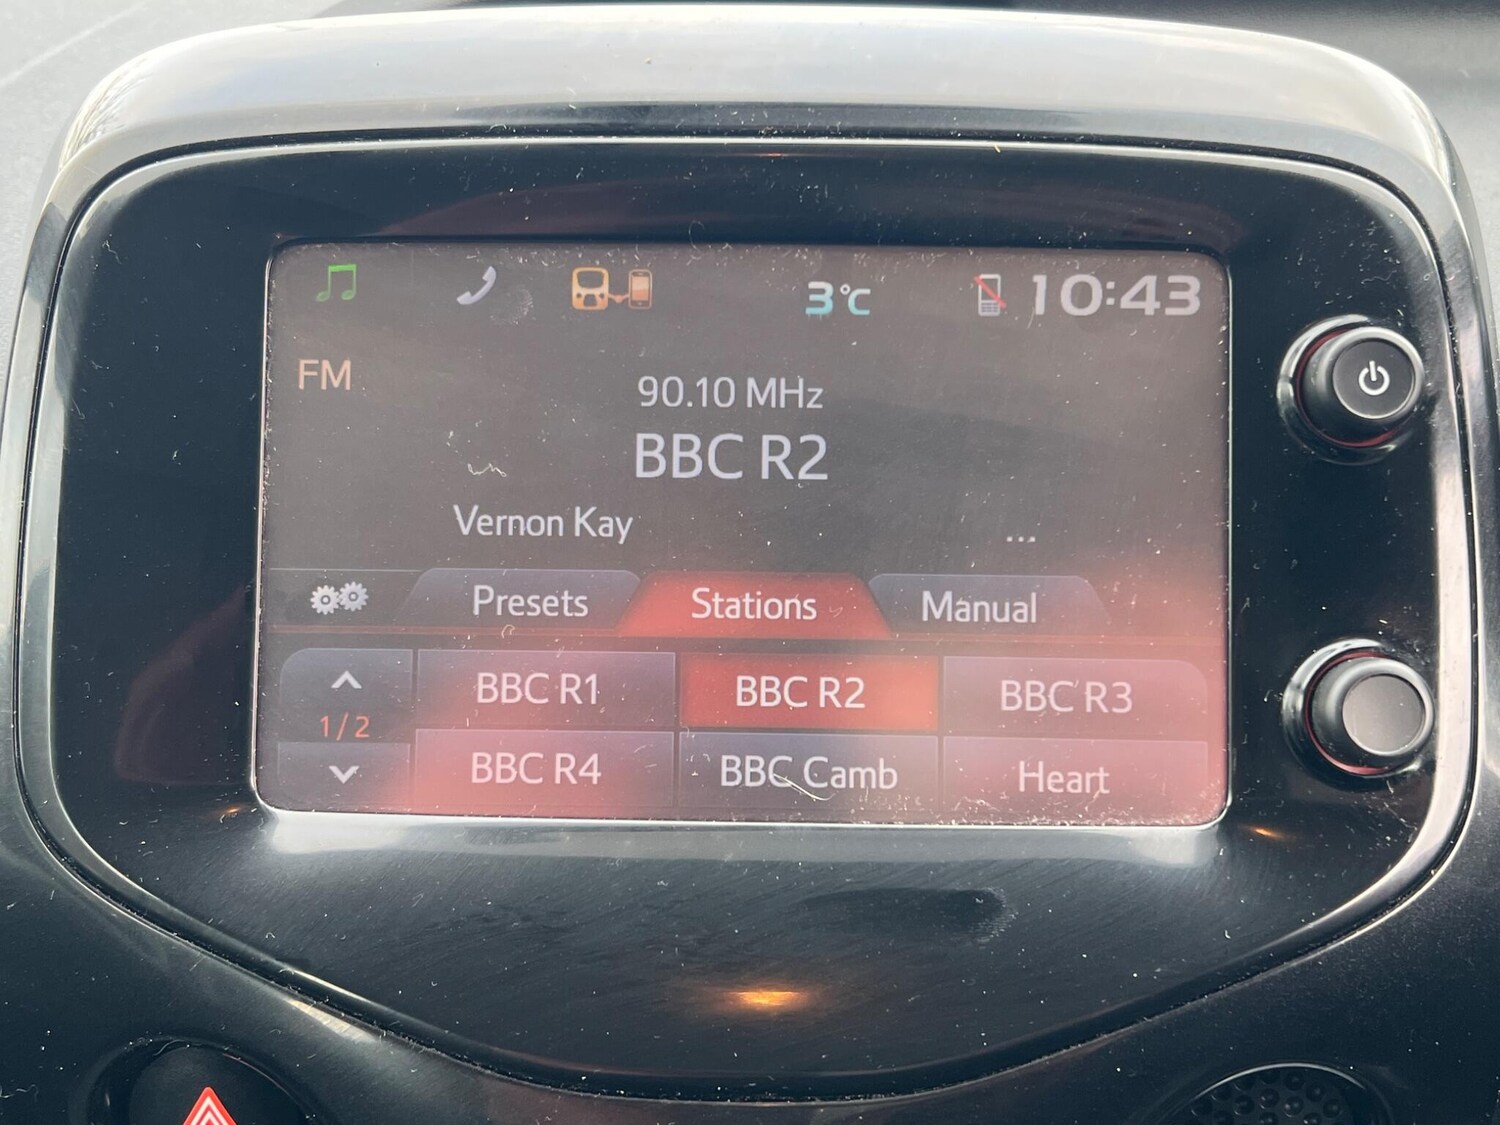 3°C 10:43
FM
90.10 MHz
BBC R2
Vernon Kay ...
Presets Stations Manual
BBC R1 BBC R2 BBC R3
1/2
BBC R4 BBC Camb Heart